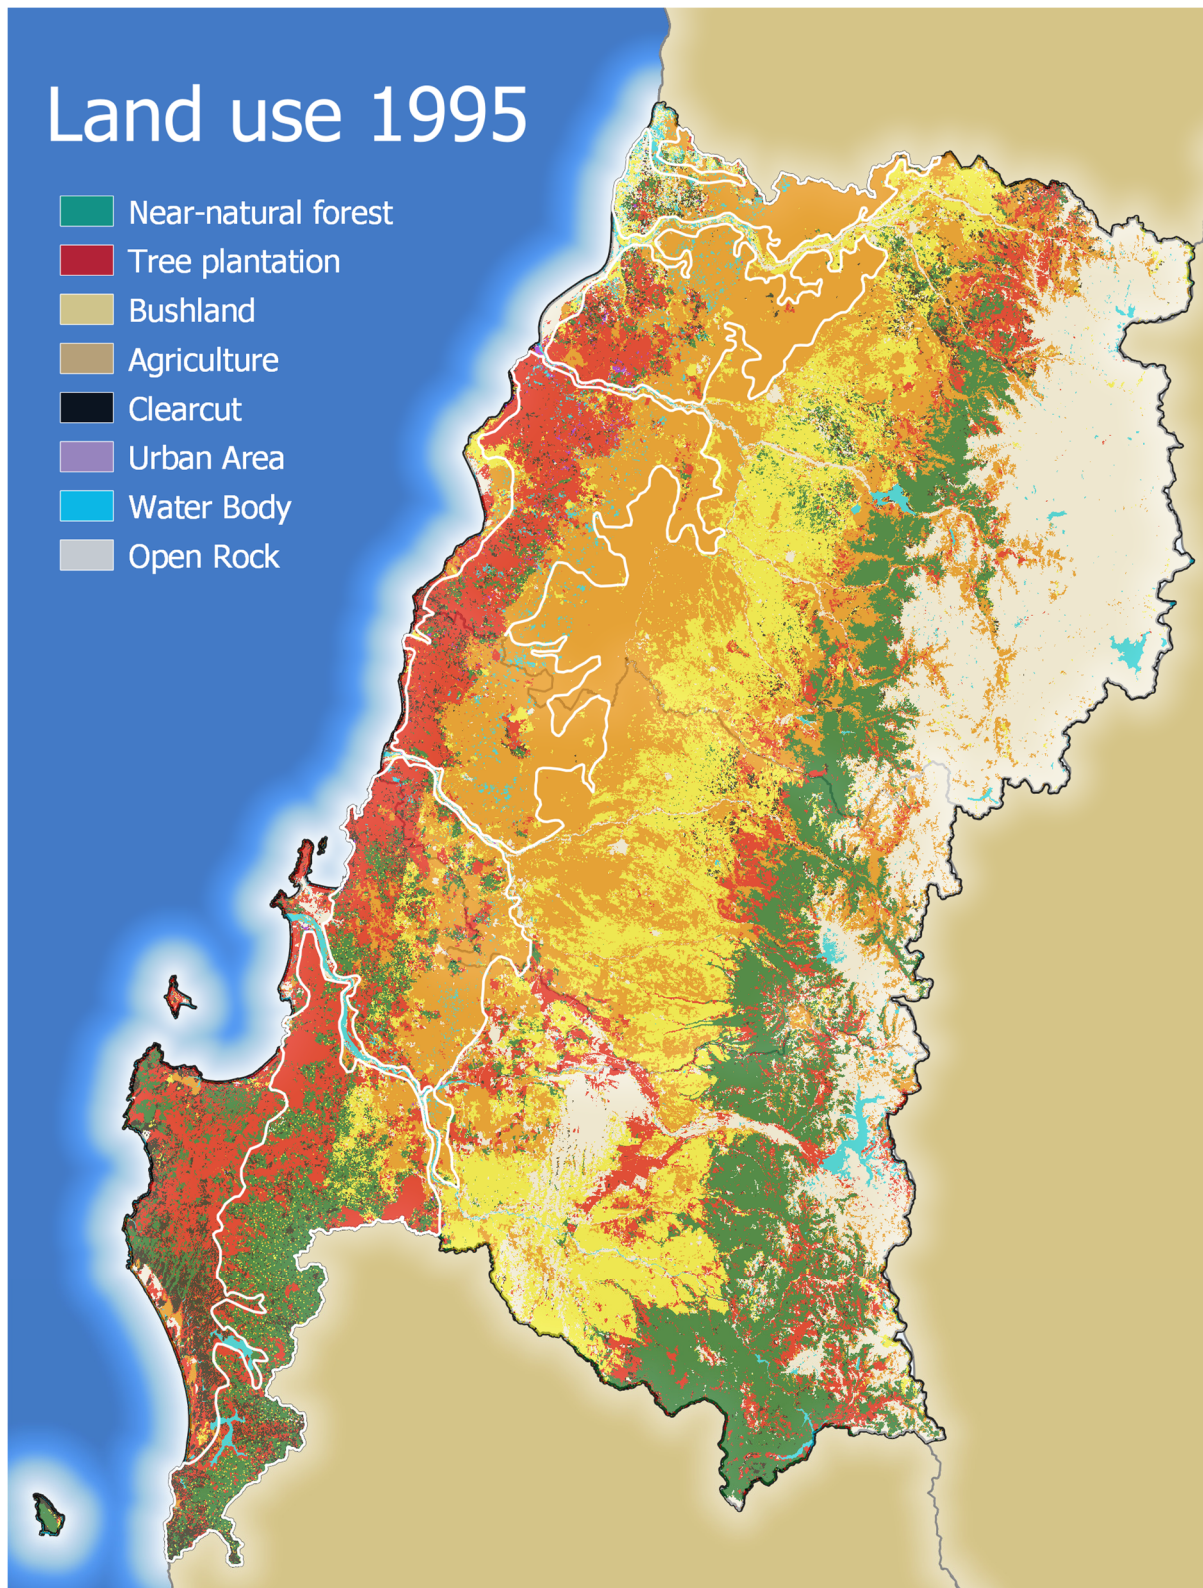 Land use 1995
Near-natural forest
Tree plantation
Bushland
Agriculture
Clearcut
Urban Area
Water Body
Open Rock